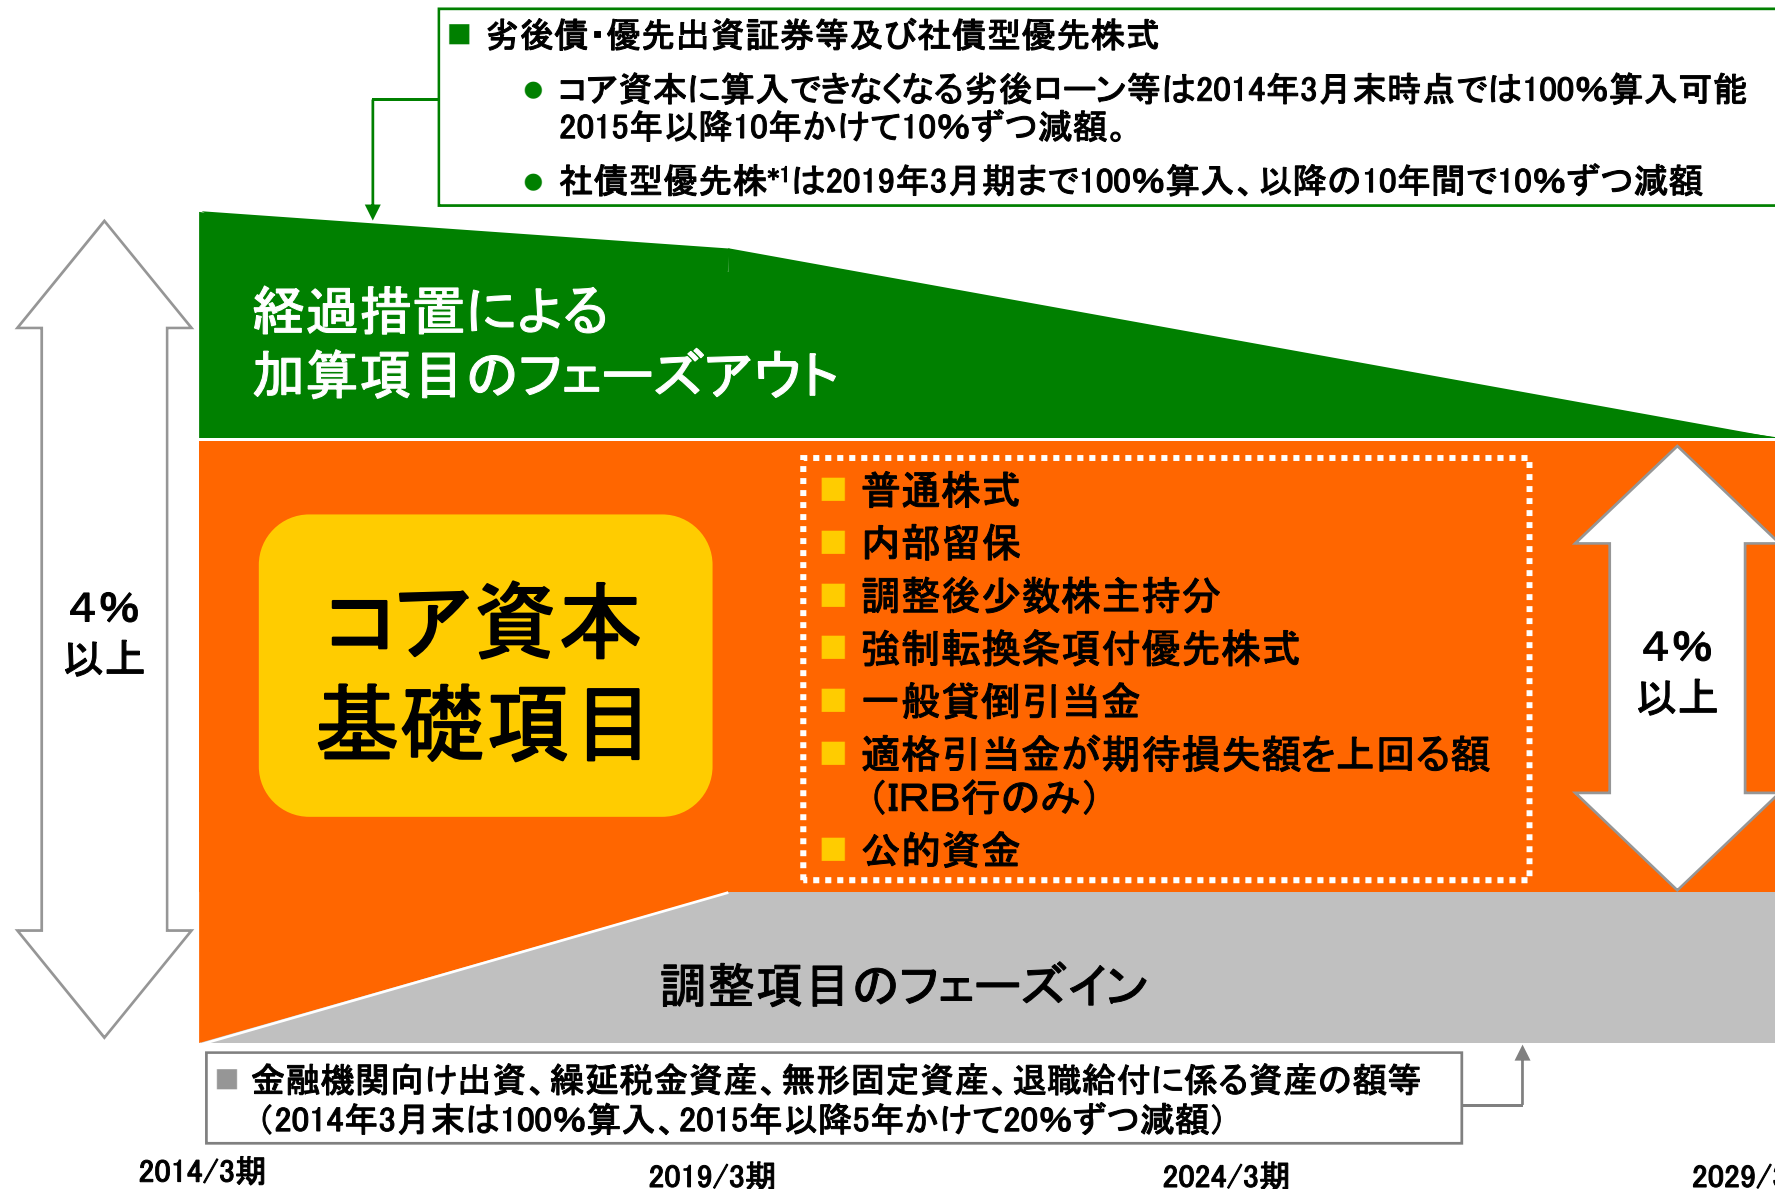 ■ 劣後債・優先出資証券等及び社債型優先株式
● コア資本に算入できなくなる劣後ローン等は2014年3月末時点では100%算入可能
2015年以降10年かけて10%ずつ減額。
● 社債型優先株*1は2019年3月期まで100%算入、以降の10年間で10%ずつ減額
経過措置による
加算項目のフェーズアウト
4%
以上
コア資本
基礎項目
■ 普通株式
■ 内部留保
■ 調整後少数株主持分
■ 強制転換条項付優先株式
■ 一般貸倒引当金
■ 適格引当金が期待損失額を上回る額
（IRB行のみ）
■ 公的資金
4%
以上
調整項目のフェーズイン
■ 金融機関向け出資、繰延税金資産、無形固定資産、退職給付に係る資産の額等
（2014年3月末は100%算入、2015年以降5年かけて20%ずつ減額）
2014/3期
2019/3期
2024/3期
2029/